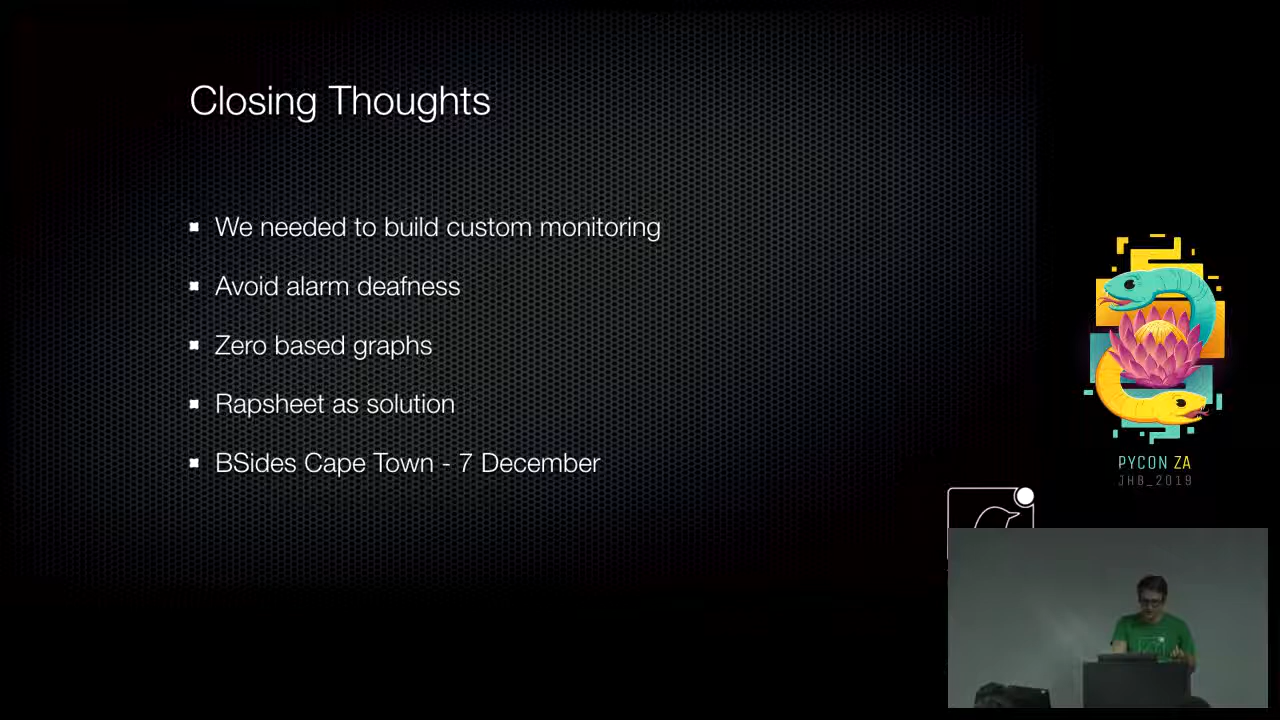 Closing Thoughts
We needed to build custom monitoring
Avoid alarm deafness
Zero based graphs
Rapsheet as solution
BSides Cape Town - 7 December
PYCON ZA
JHB_2019